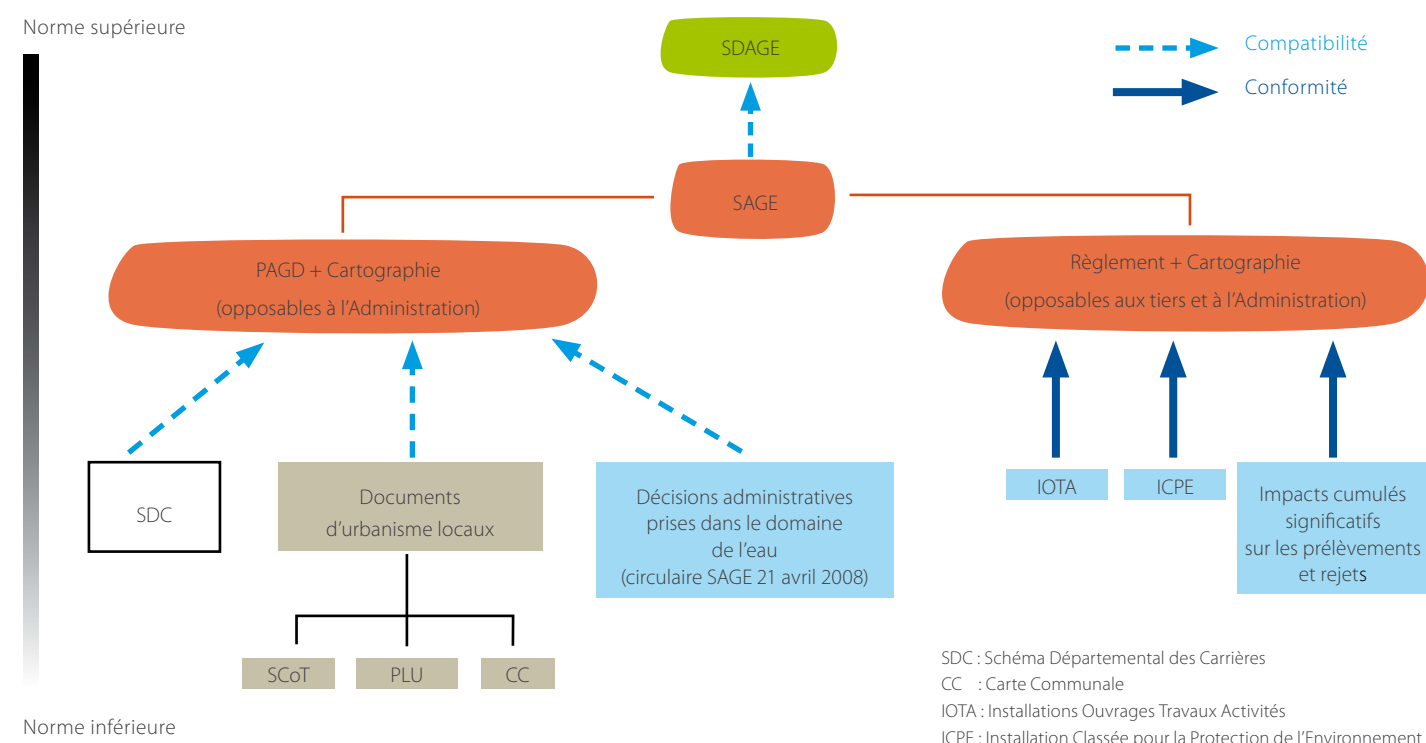 Norme supérieure
SDAGE
Compatibilité
Conformité
SAGE
PAGD + Cartographie
(opposables à l'Administration)
Règlement + Cartographie
(opposables aux tiers et à l'Administration)
SDC
Documents
d'urbanisme locaux
Décisions administratives
prises dans le domaine
de l'eau
(circulaire SAGE 21 avril 2008)
IOTA
ICPE
Impacts cumulés
significatifs
sur les prélèvements
et rejets
SCoT
PLU
CC
SDC : Schéma Départemental des Carrières
CC : Carte Communale
IOTA : Installations Ouvrages Travaux Activités
ICPE : Installation Classée pour la Protection de l'Environnement
Norme inférieure